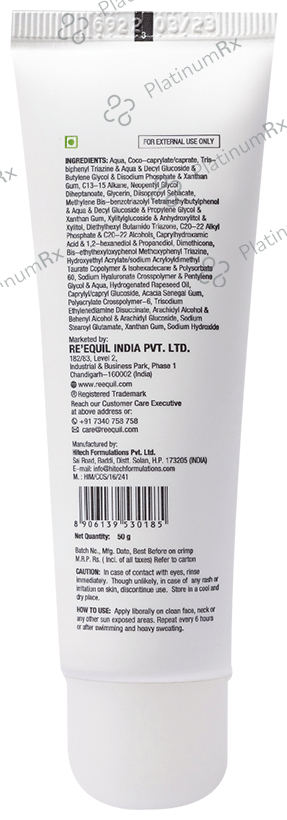 6922 03/23
PlatinumRx
FOR EXTERNAL USE ONLY
INGREDIENTS: Aqua, Coco-caprylate/caprate, Tris-
biphenyl Triazine & Aqua & Decyl Glucoside &
Butylene Glycol & Disodium Phosphate & Xanthan
Gum, C13-15 Alkane, Neopentyl Glycol
Diheptanoate, Glycerin, Diisopropyl Sebacate,
Methylene Bis-benzotriazolyl Tetramethylbutylphenol
& Aqua & Decyl Glucoside & Propylene Glycol &
Xanthan Gum, Xylitylglucoside & Anhydroxylitol &
Xylitol, Diethylhexyl Butamido Triazone, C20-22 Alkyl
Phosphate & C20-22 Alcohols, Caprylhydroxamic
Acid & 1,2-hexanediol & Propanediol, Dimethicone,
Bis-ethylhexyloxyphenol Methoxyphenyl Triazine,
Hydroxyethyl Acrylate/sodium Acryloyldimethyl
Taurate Copolymer & Isohexadecane & Polysorbate
60, Sodium Hyaluronate Crosspolymer & Pentylene
Glycol & Aqua, Hydrogenated Rapeseed Oil,
Caprylyl/capryl Glucoside, Acacia Senegal Gum,
Polyacrylate Crosspolymer-6, Trisodium
Ethylenediamine Disuccinate, Arachidyl Alcohol &
Behenyl Alcohol & Arachidyl Glucoside, Sodium
Stearoyl Glutamate, Xanthan Gum, Sodium Hydroxide
Marketed by:
RE'EQUIL INDIA PVT. LTD.
182/83, Level 2,
Industrial & Business Park, Phase 1
Chandigarh-160002 (India)
www.reequil.com
® Registered Trademark
Reach our Customer Care Executive
at above address or:
+91 7340 758 758
care@reequil.com
Manufactured by:
Hitech Formulations Pvt. Ltd.
Sai Road, Baddi, Distt. Solan, H.P. 173205 (INDIA)
E-mail: info@hitechformulations.com
M.: HIM/COS/16/241
8906139530185
Net Quantity: 50 g
Batch No., Mfg. Date, Best Before on crimp
M.R.P. Rs. ( Incl. of all taxes) Refer to carton
CAUTION: In case of contact with eyes, rinse
immediately. Though unlikely, in case of any rash or
irritation on skin, discontinue use. Store in a cool and
dry place.
HOW TO USE: Apply liberally on clean face, neck or
any other sun exposed areas. Repeat every 6 hours
or after swimming and heavy sweating.